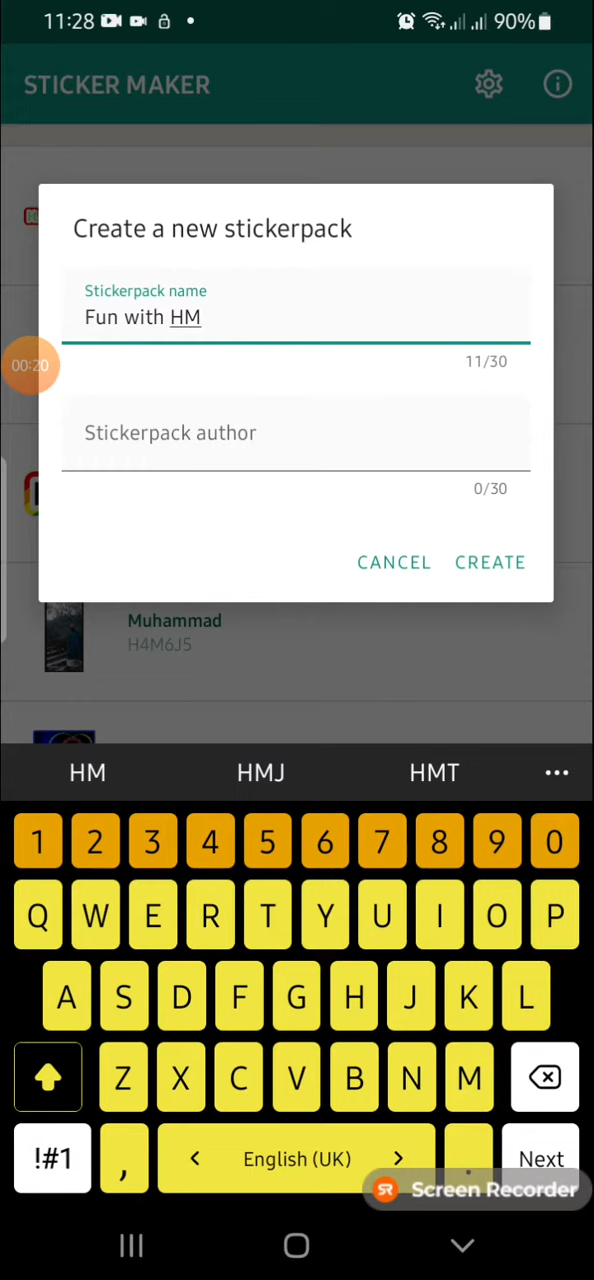 11:28 90%
STICKER MAKER
Create a new stickerpack
Stickerpack name
Fun with HM
00:20
11/30
Stickerpack author
0/30
CANCEL CREATE
Muhammad
H4M6J5
HM HMJ HMT ...
1 2 3 4 5 6 7 8 9 0
Q W E R T Y U I O P
A S D F G H J K L
Z X C V B N M
!#1 , < English (UK) > . Next
SR Screen Recorder